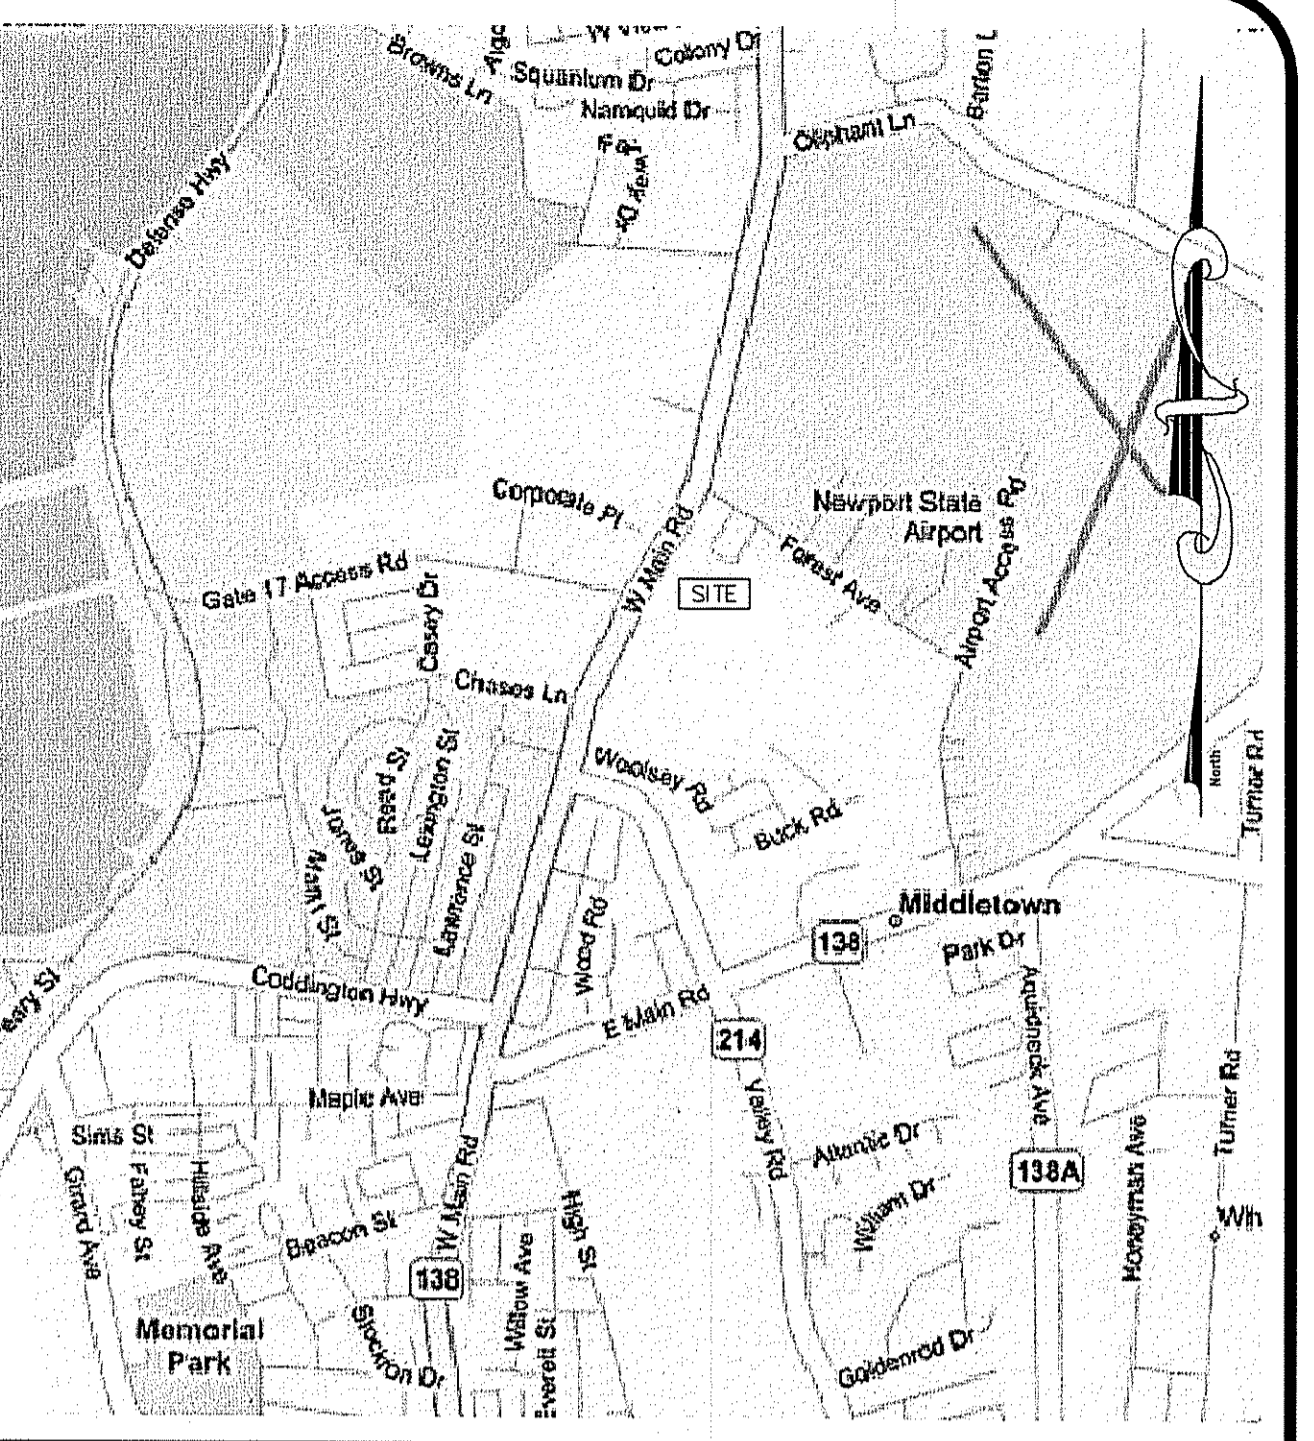 Browns Ln
Colony Dr
Squantum Dr
Namquid Dr
Oliphant Ln
Defense Hwy
Corporate Pl
Newport State
Airport
Airport Access Rd
Forest Ave
W Main Rd
SITE
Gate 17 Access Rd
Casey Dr
Chases Ln
Woolsey Rd
Buck Rd
Read St
Lexington St
Jones St
Lawrance St
North
Turner Rd
Middletown
138
Park Dr
Wood Rd
Coddington Hwy
E Main Rd
214
Aquidneck Ave
Maple Ave
Valley Rd
Sims St
Fahey St
Girard Ave
Hillside Ave
Atlantic Dr
William Dr
138A
Honeyman Ave
Turner Rd
Wh
Beacon St
W Main Rd
High St
138
Willow Ave
Memorial
Park
Stockton Dr
Everett St
Goldenrod Dr